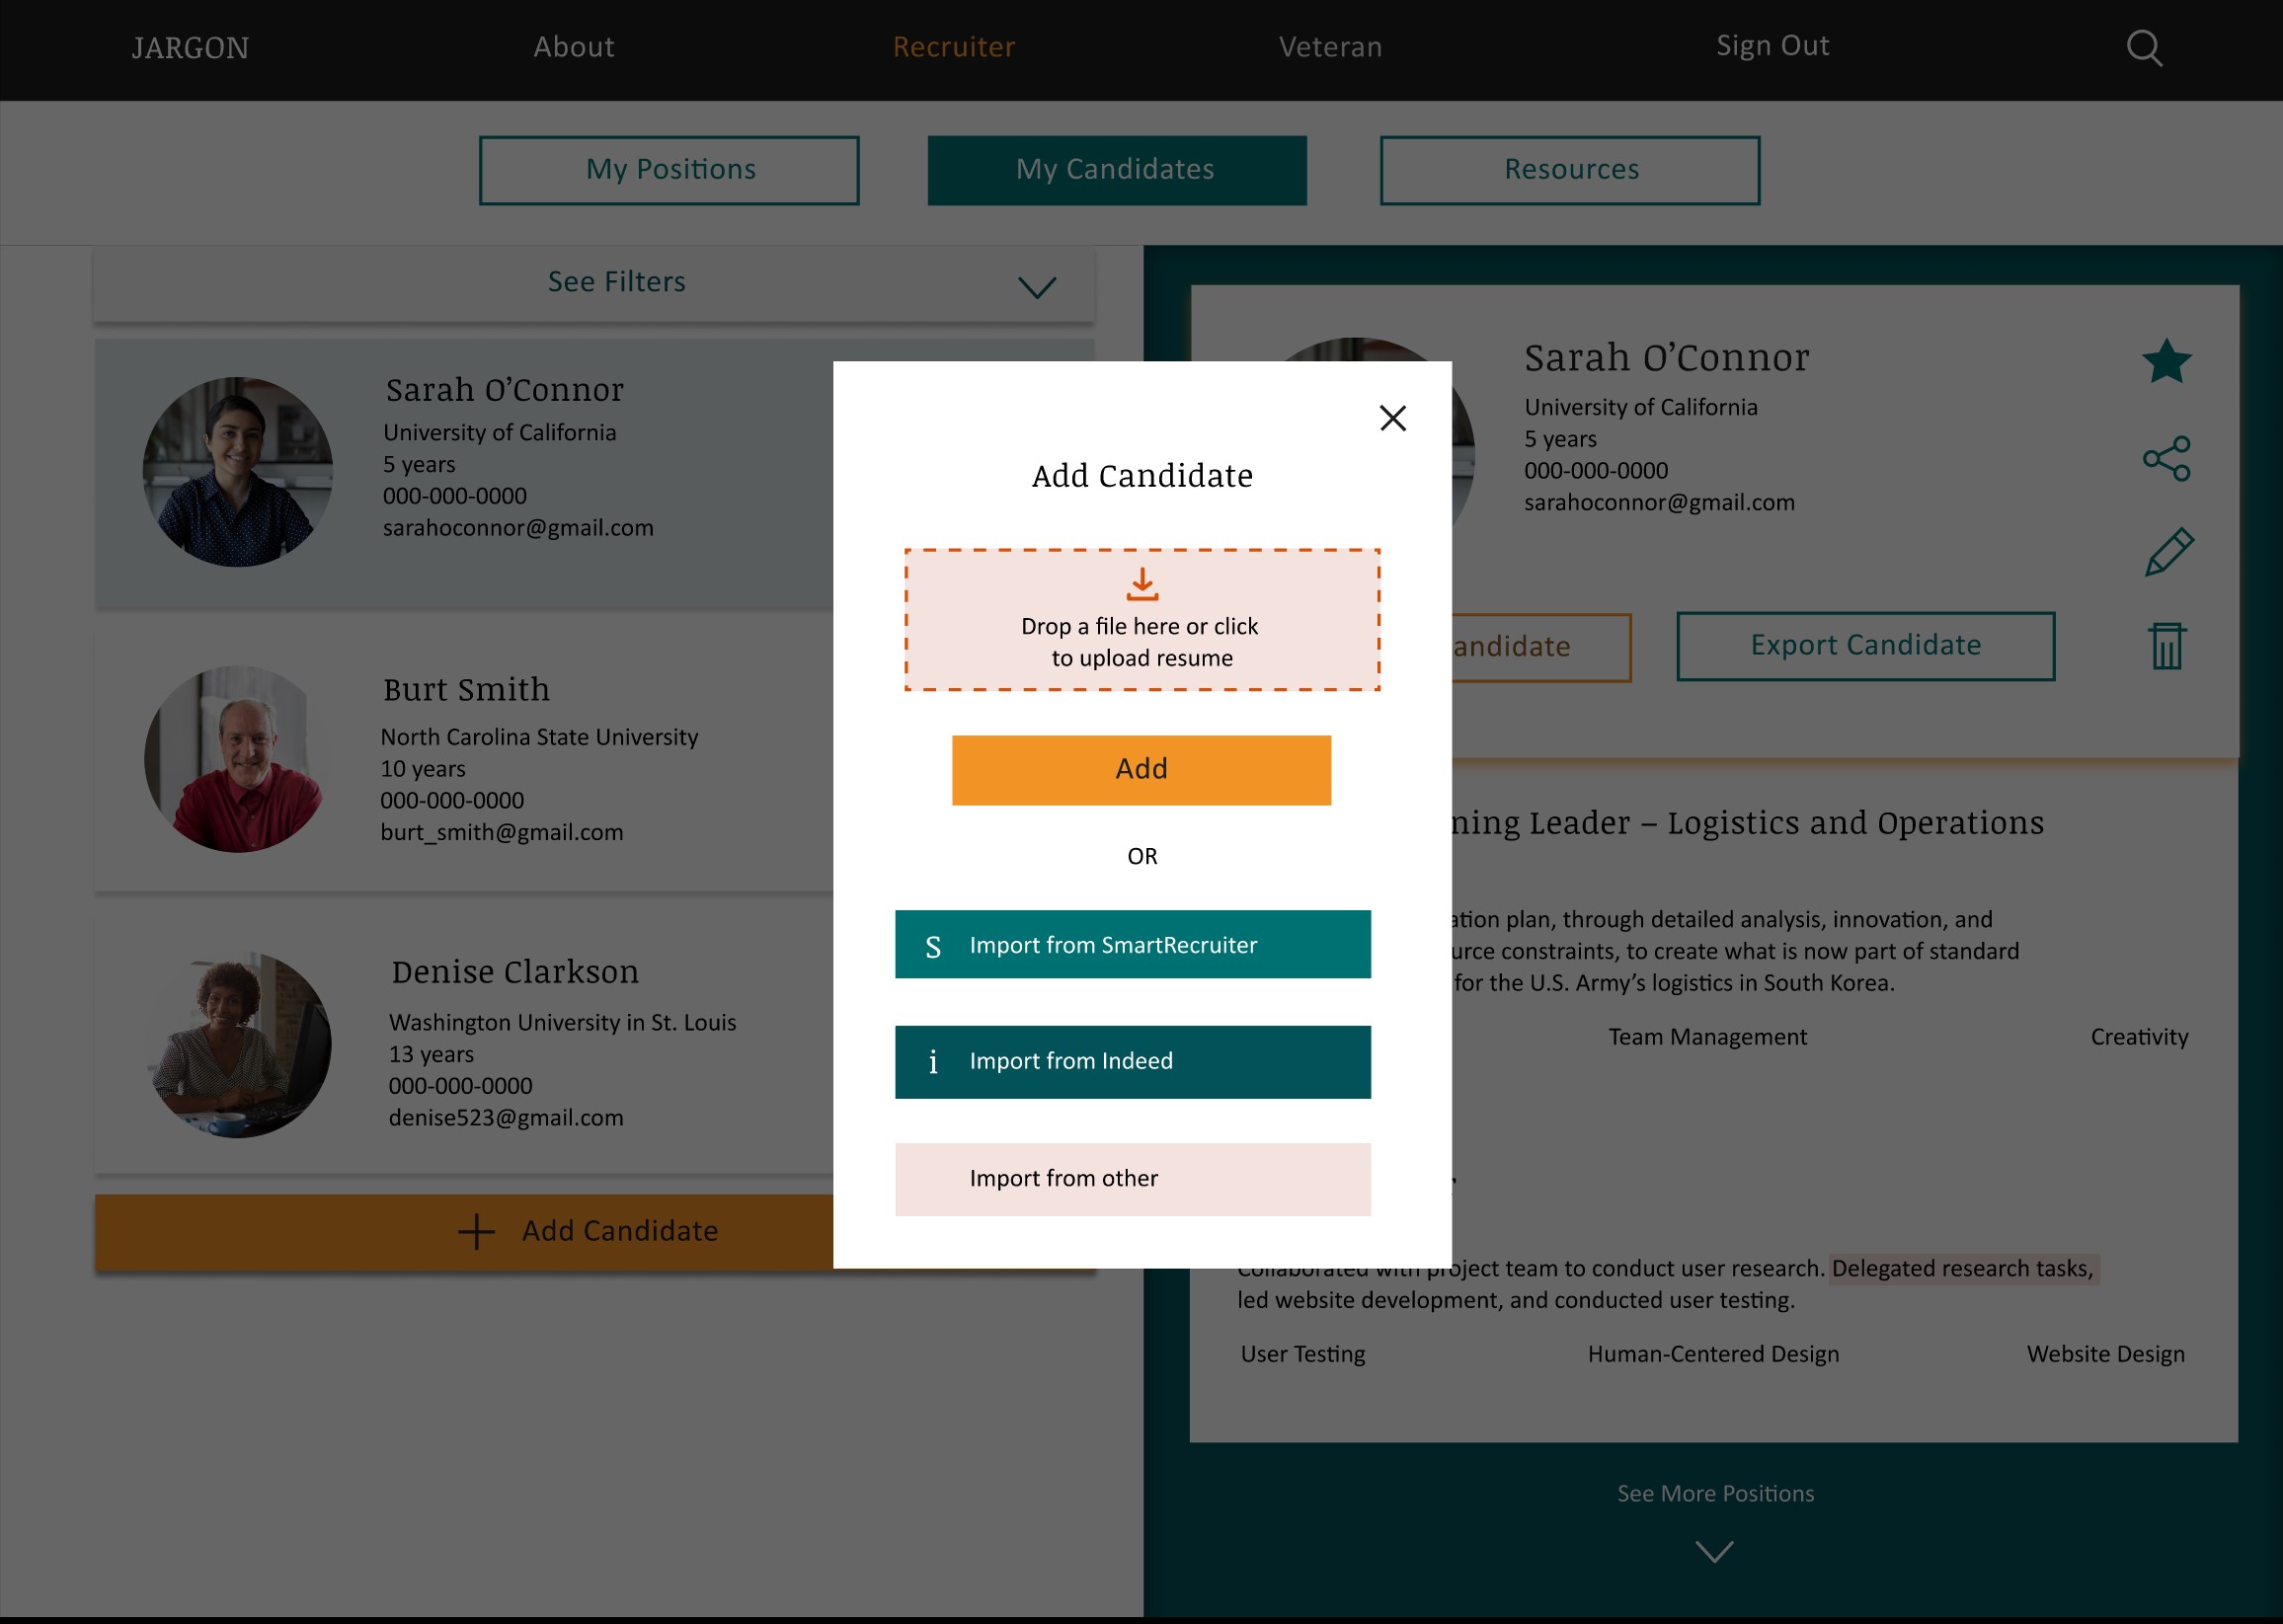 JARGON
About
Recruiter
Veteran
Sign Out
My Positions
My Candidates
Resources
See Filters
Sarah O’Connor
University of California
5 years
000-000-0000
sarahoconnor@gmail.com
Burt Smith
North Carolina State University
10 years
000-000-0000
burt_smith@gmail.com
Denise Clarkson
Washington University in St. Louis
13 years
000-000-0000
denise523@gmail.com
Add Candidate
Add Candidate
Drop a file here or click
to upload resume
Add
OR
S Import from SmartRecruiter
i Import from Indeed
Import from other
Sarah O’Connor
University of California
5 years
000-000-0000
sarahoconnor@gmail.com
andidate
Export Candidate
ning Leader – Logistics and Operations
ation plan, through detailed analysis, innovation, and
urce constraints, to create what is now part of standard
for the U.S. Army’s logistics in South Korea.
Team Management
Creativity
Collaborated with project team to conduct user research. Delegated research tasks,
led website development, and conducted user testing.
User Testing
Human-Centered Design
Website Design
See More Positions